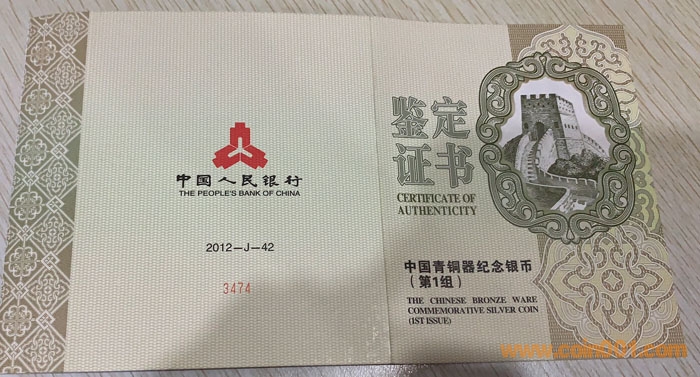 中国人民银行
THE PEOPLE'S BANK OF CHINA
2012-J-42
3474
鉴定
证书
CERTIFICATE OF
AUTHENTICITY
中国青铜器纪念银币
(第1组)
THE CHINESE BRONZE WARE
COMMEMORATIVE SILVER COIN
(1ST ISSUE)